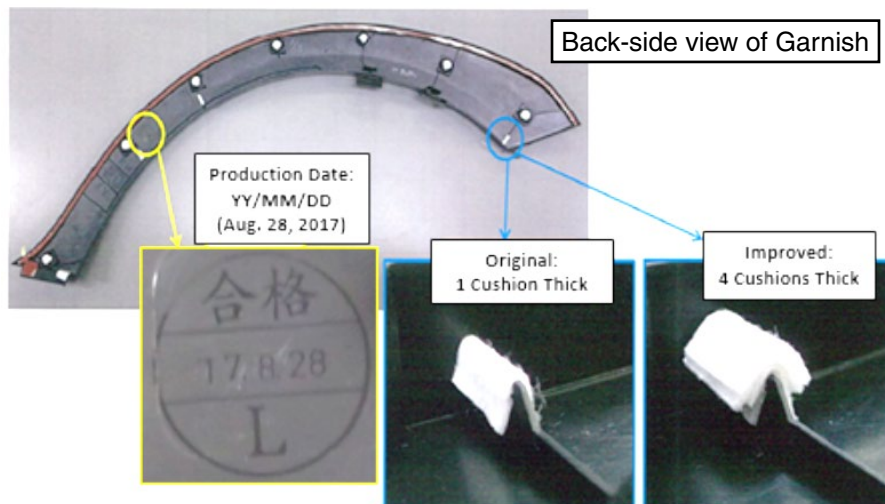 Back-side view of Garnish
Production Date:
YY/MM/DD
(Aug. 28, 2017)
Original:
1 Cushion Thick
Improved:
4 Cushions Thick
合格
17.8.28
L